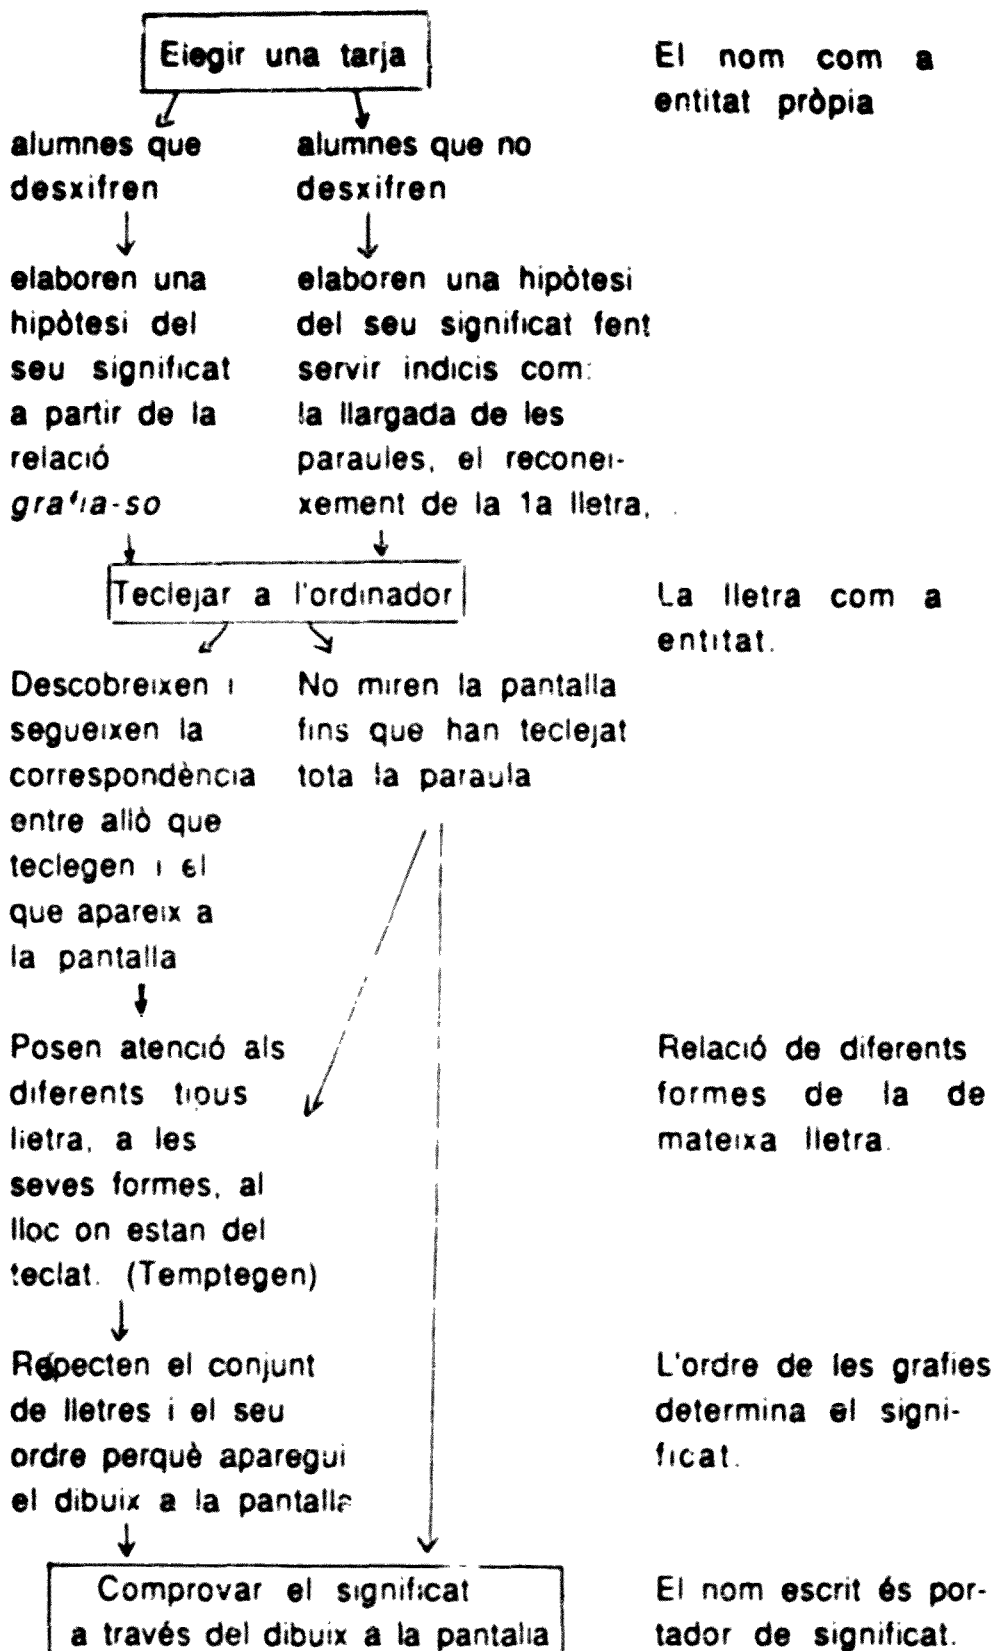 Elegir una tarja
El nom com a
entitat pròpia
alumnes que
desxifren
alumnes que no
desxifren
elaboren una
hipòtesi del
seu significat
a partir de la
relació
grafia-so
elaboren una hipòtesi
del seu significat fent
servir indicis com:
la llargada de les
paraules, el reconei-
xement de la 1a lletra,
Teclejar a l'ordinador
La lletra com a
entitat.
Descobreixen i
segueixen la
correspondència
entre allò que
teclegen i el
que apareix a
la pantalla
No miren la pantalla
fins que han teclejat
tota la paraula
Posen atenció als
diferents tipus
lletra, a les
seves formes, al
lloc on estan del
teclat. (Temptegen)
Relació de diferents
formes de la de
mateixa lletra.
Repecten el conjunt
de lletres i el seu
ordre perquè aparegui
el dibuix a la pantalla
L'ordre de les grafies
determina el signi-
ficat.
Comprovar el significat
a través del dibuix a la pantalla
El nom escrit és por-
tador de significat.